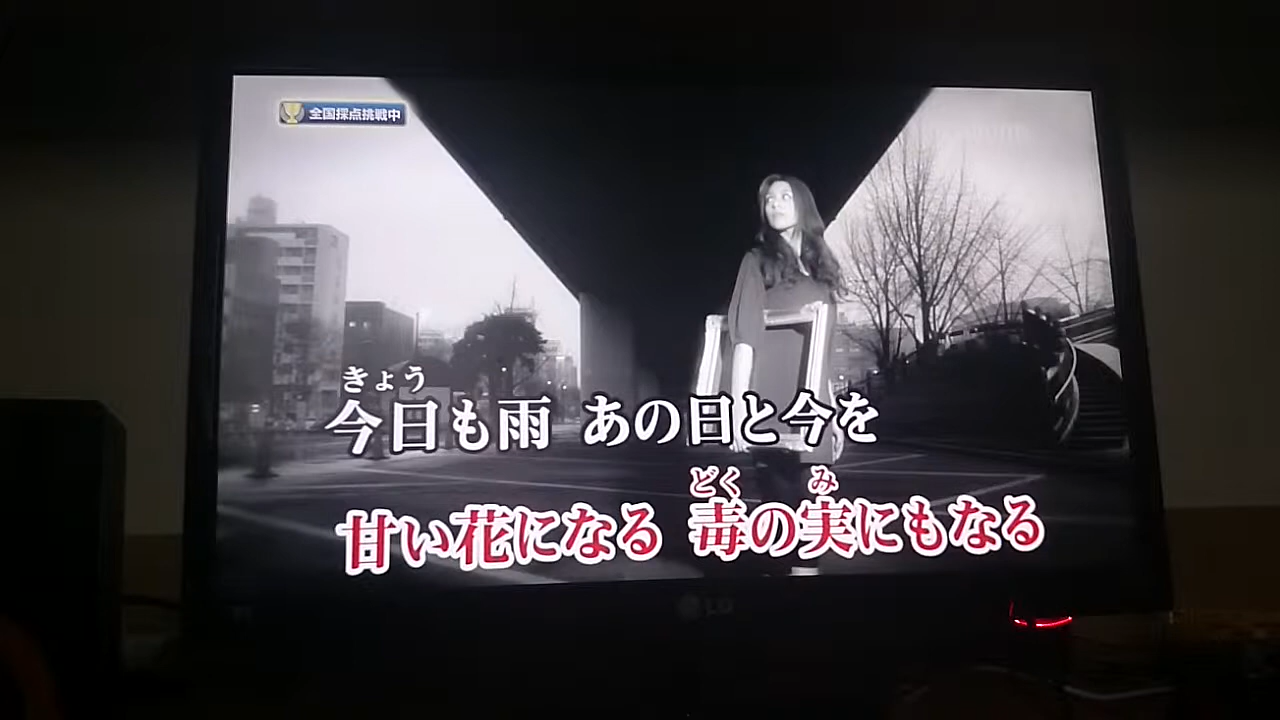 全国採点挑戦中
きょう
今日も雨 あの日と今を
どく み
甘い花になる 毒の実にもなる
LG